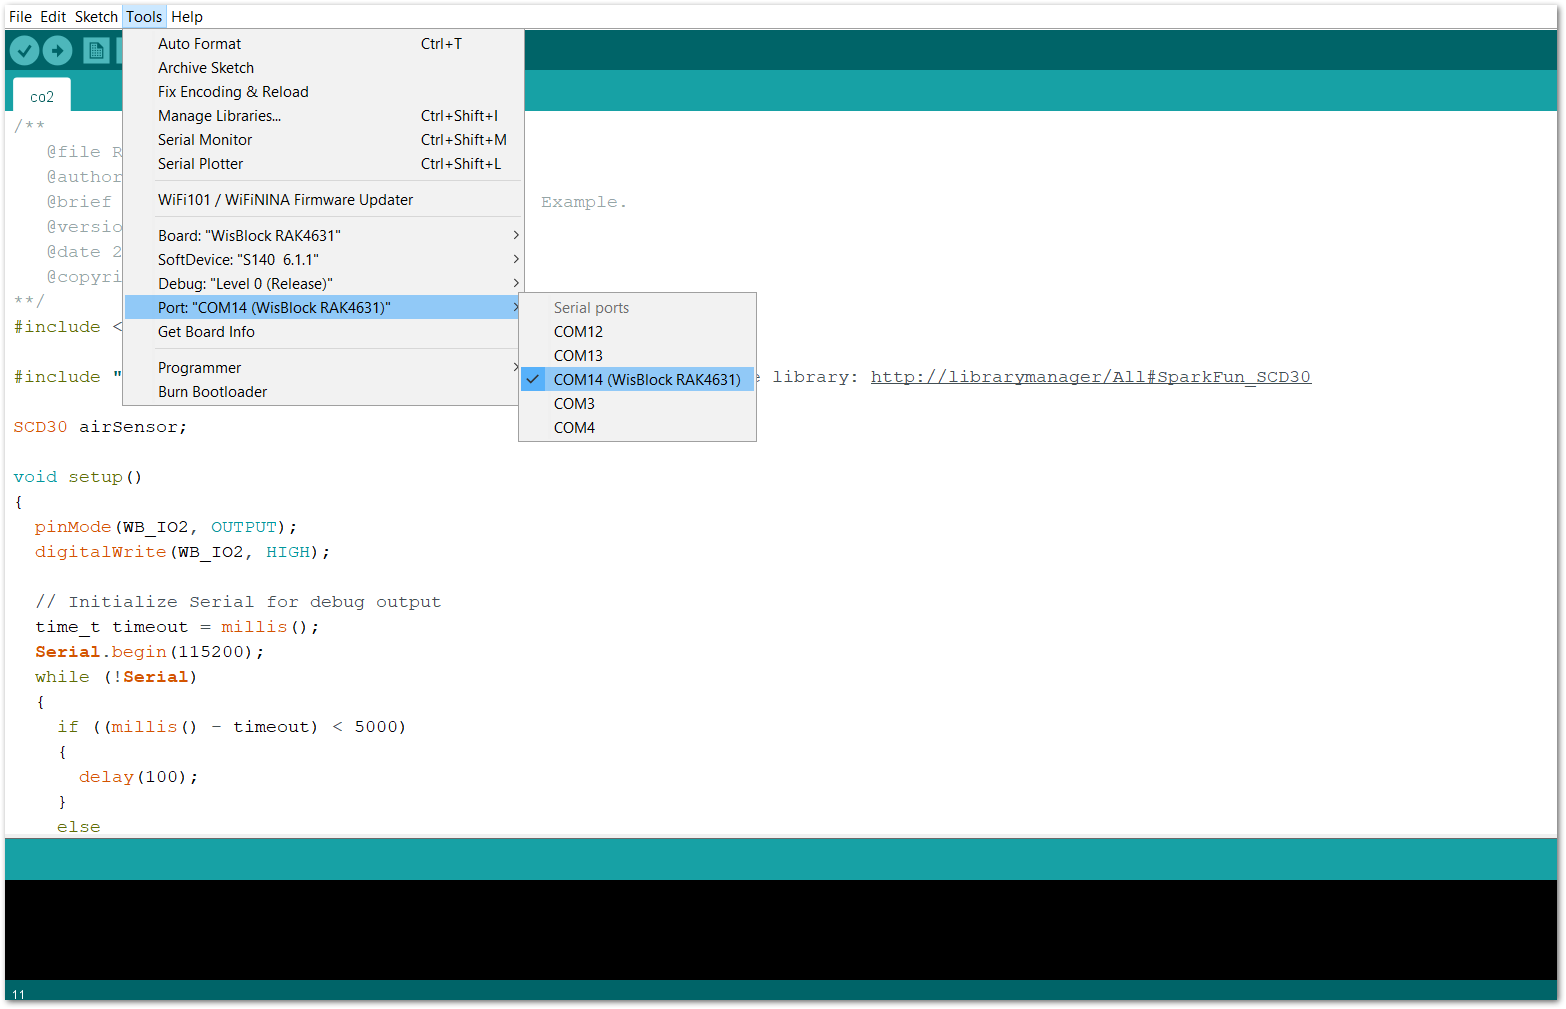 File Edit Sketch Tools Help
Auto Format Ctrl+T
Archive Sketch
Fix Encoding & Reload
Manage Libraries... Ctrl+Shift+I
Serial Monitor Ctrl+Shift+M
Serial Plotter Ctrl+Shift+L
WiFi101 / WiFiNINA Firmware Updater
Board: "WisBlock RAK4631"
SoftDevice: "S140 6.1.1"
Debug: "Level 0 (Release)"
Port: "COM14 (WisBlock RAK4631)"
Get Board Info
Programmer
Burn Bootloader
Serial ports
COM12
COM13
COM14 (WisBlock RAK4631)
COM3
COM4
co2
/**
@file R
@author
@brief Example.
@versio
@date 2
@copyri
**/
#include <
#include " library: http://librarymanager/All#SparkFun_SCD30
SCD30 airSensor;
void setup()
{
pinMode(WB_IO2, OUTPUT);
digitalWrite(WB_IO2, HIGH);
// Initialize Serial for debug output
time_t timeout = millis();
Serial.begin(115200);
while (!Serial)
{
if ((millis() - timeout) < 5000)
{
delay(100);
}
else
11